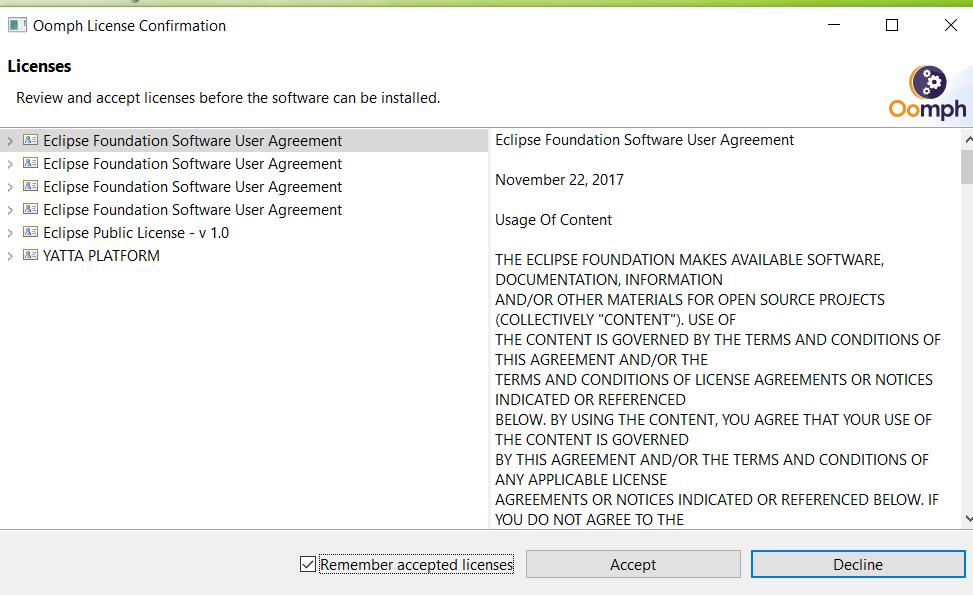 Oomph License Confirmation
Licenses
Review and accept licenses before the software can be installed.
Oomph
Eclipse Foundation Software User Agreement
Eclipse Foundation Software User Agreement
Eclipse Foundation Software User Agreement
Eclipse Foundation Software User Agreement
Eclipse Public License - v 1.0
YATTA PLATFORM
Eclipse Foundation Software User Agreement
November 22, 2017
Usage Of Content
THE ECLIPSE FOUNDATION MAKES AVAILABLE SOFTWARE,
DOCUMENTATION, INFORMATION
AND/OR OTHER MATERIALS FOR OPEN SOURCE PROJECTS
(COLLECTIVELY "CONTENT"). USE OF
THE CONTENT IS GOVERNED BY THE TERMS AND CONDITIONS OF
THIS AGREEMENT AND/OR THE
TERMS AND CONDITIONS OF LICENSE AGREEMENTS OR NOTICES
INDICATED OR REFERENCED
BELOW. BY USING THE CONTENT, YOU AGREE THAT YOUR USE OF
THE CONTENT IS GOVERNED
BY THIS AGREEMENT AND/OR THE TERMS AND CONDITIONS OF
ANY APPLICABLE LICENSE
AGREEMENTS OR NOTICES INDICATED OR REFERENCED BELOW. IF
YOU DO NOT AGREE TO THE
Remember accepted licenses
Accept
Decline